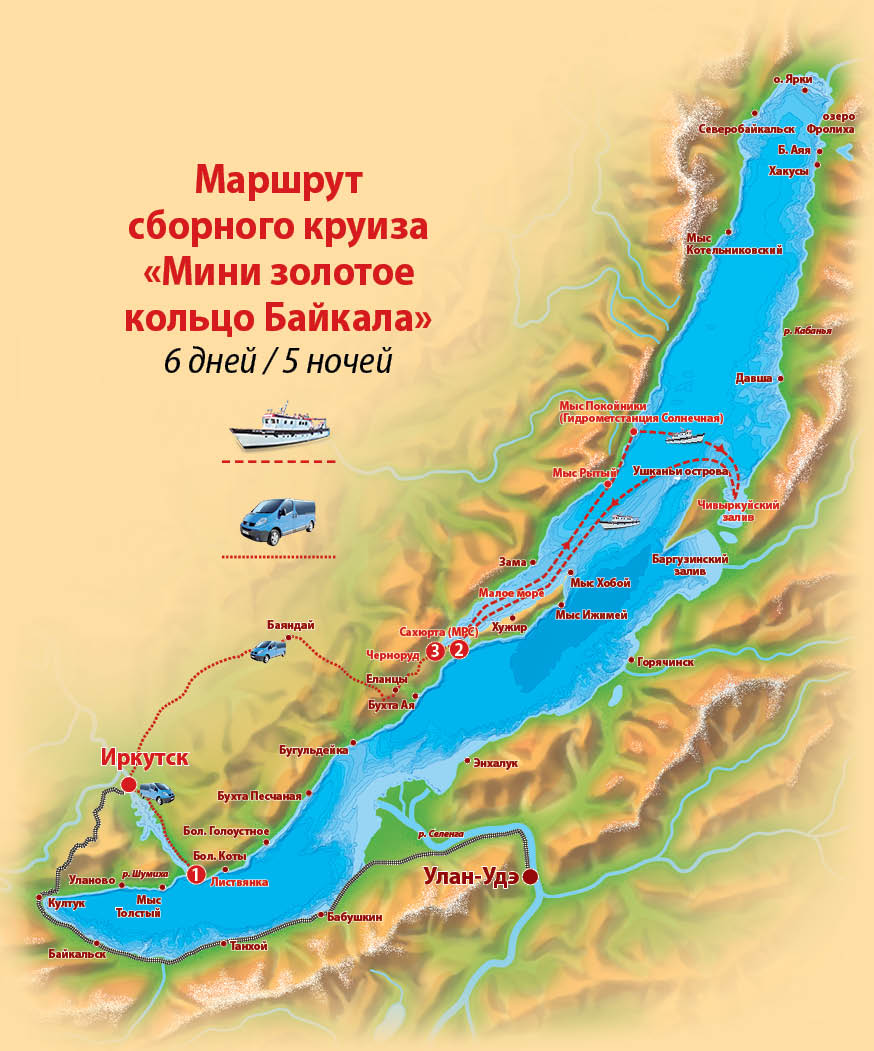 Маршрут
сборного круиза
«Мини золотое
кольцо Байкала»
6 дней / 5 ночей
о. Ярки
Северобайкальск
озеро
Фролиха
Б. Аяя
Хакусы
Мыс
Котельниковский
р. Кабанья
Давша
Мыс Покойники
(Гидрометстанция Солнечная)
Мыс Рытый
Ушканьи острова
Чивыркуйский
залив
Баргузинский
залив
Зама
Мыс Хобой
Малое море
Мыс Ижимей
Хужир
Сахюрта (МРС)
Баяндай
Черноруд
3
2
Еланцы
Бухта Ая
Горячинск
Бугульдейка
Иркутск
Энхалук
Бухта Песчаная
Бол. Голоустное
р. Селенга
Бол. Коты
1
Листвянка
Улан-Удэ
р. Шумиха
Уланово
Култук
Мыс
Толстый
Бабушкин
Танхой
Байкальск